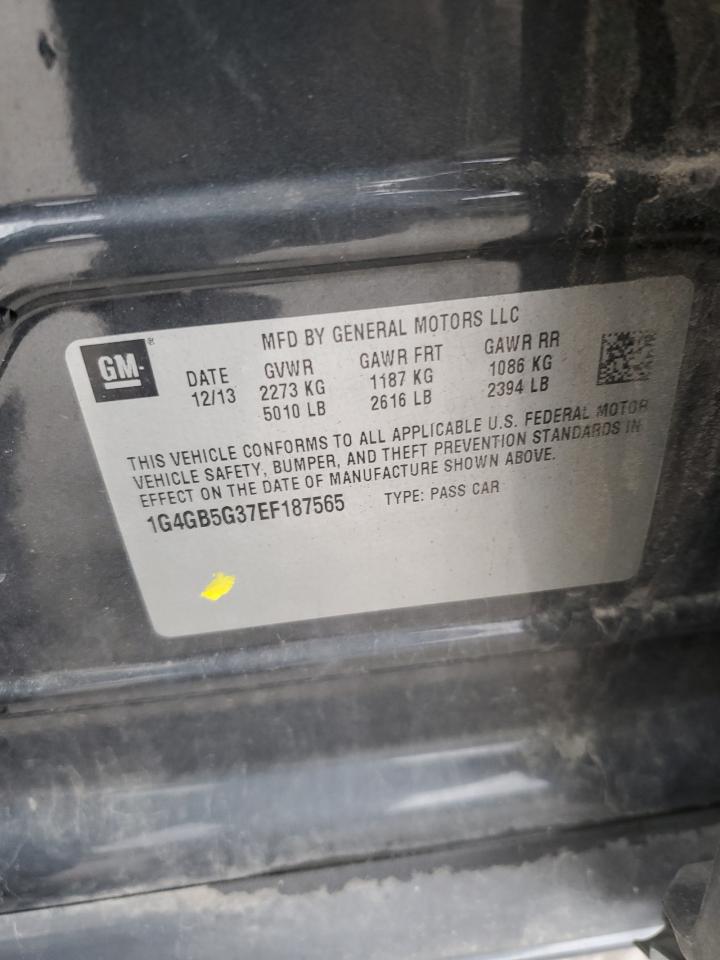 GM ®
MFD BY GENERAL MOTORS LLC
DATE GVWR GAWR FRT GAWR RR
12/13 2273 KG 1187 KG 1086 KG
5010 LB 2616 LB 2394 LB
THIS VEHICLE CONFORMS TO ALL APPLICABLE U.S. FEDERAL MOTOR
VEHICLE SAFETY, BUMPER, AND THEFT PREVENTION STANDARDS IN
EFFECT ON THE DATE OF MANUFACTURE SHOWN ABOVE.
1G4GB5G37EF187565 TYPE: PASS CAR